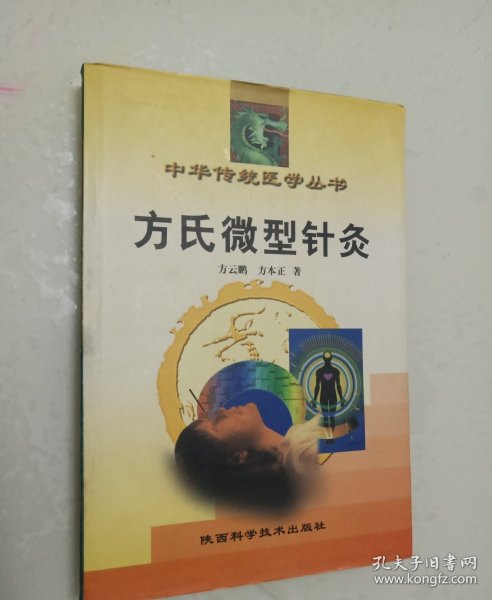 中华传统医学丛书
方氏微型针灸
方云鹏 方本正 著
陕西科学技术出版社
孔夫子旧书网
www.kongfz.com